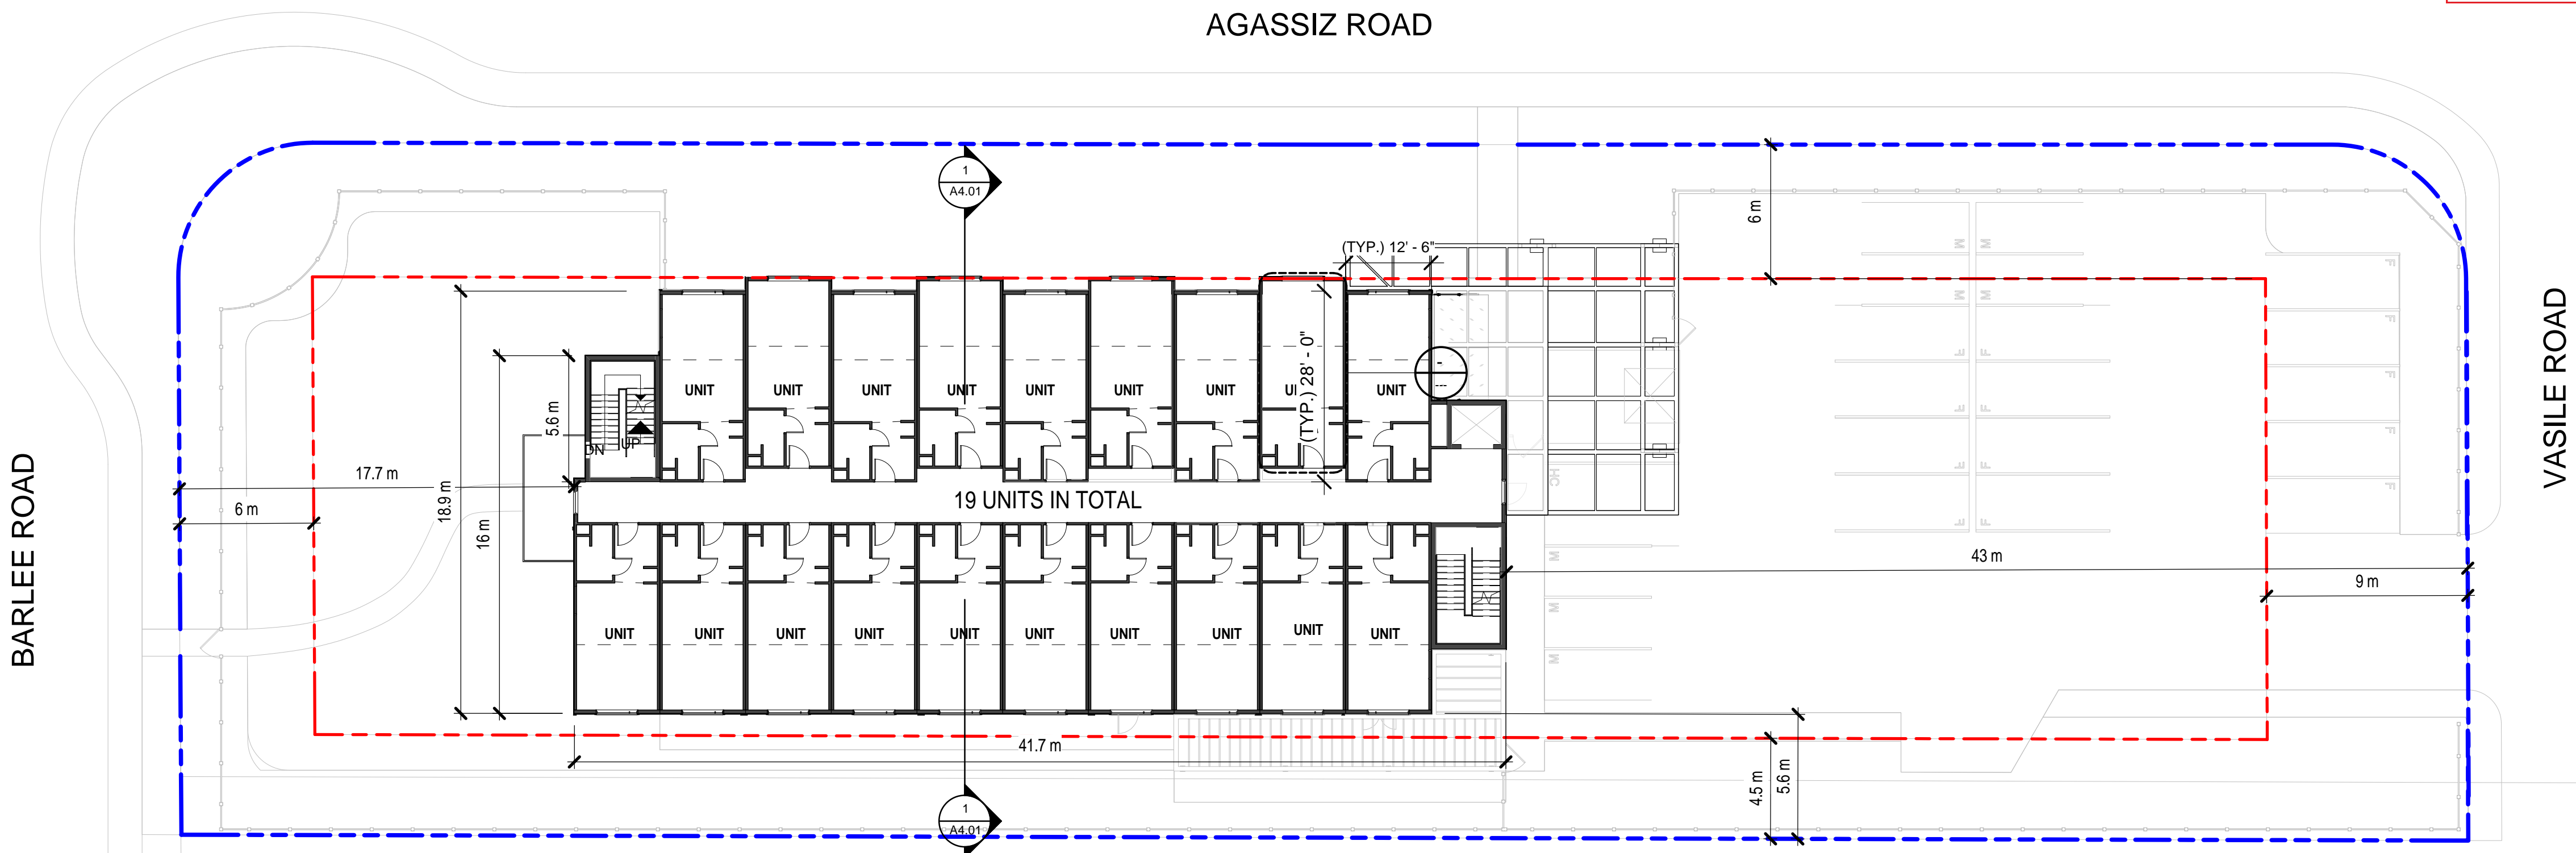 AGASSIZ ROAD
1
A4.01
6 m
(TYP.) 12' - 6"
M M
F
M M
F
UNIT
UNIT
UNIT
UNIT
UNIT
UNIT
UNIT
UNIT
(TYP.) 28' - 0"
-
---
F F
F
5.6 m
DN
UP
F
VASILE ROAD
17.7 m
18.9 m
16 m
6 m
F F
HC
F
19 UNITS IN TOTAL
F F
BARLEE ROAD
M
43 m
9 m
M
UNIT
UNIT
UNIT
UNIT
UNIT
UNIT
UNIT
UNIT
UNIT
UNIT
M
41.7 m
4.5 m
5.6 m
1
A4.01